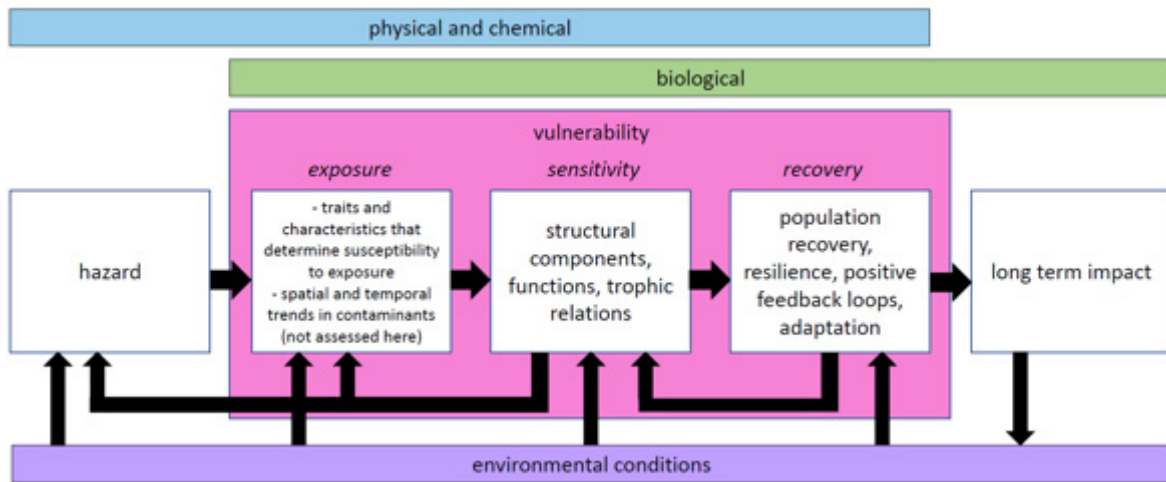 physical and chemical
biological
vulnerability
exposure
sensitivity
recovery
hazard
- traits and
characteristics that
determine susceptibility
to exposure
- spatial and temporal
trends in contaminants
(not assessed here)
structural
components,
functions, trophic
relations
population
recovery,
resilience, positive
feedback loops,
adaptation
long term impact
environmental conditions